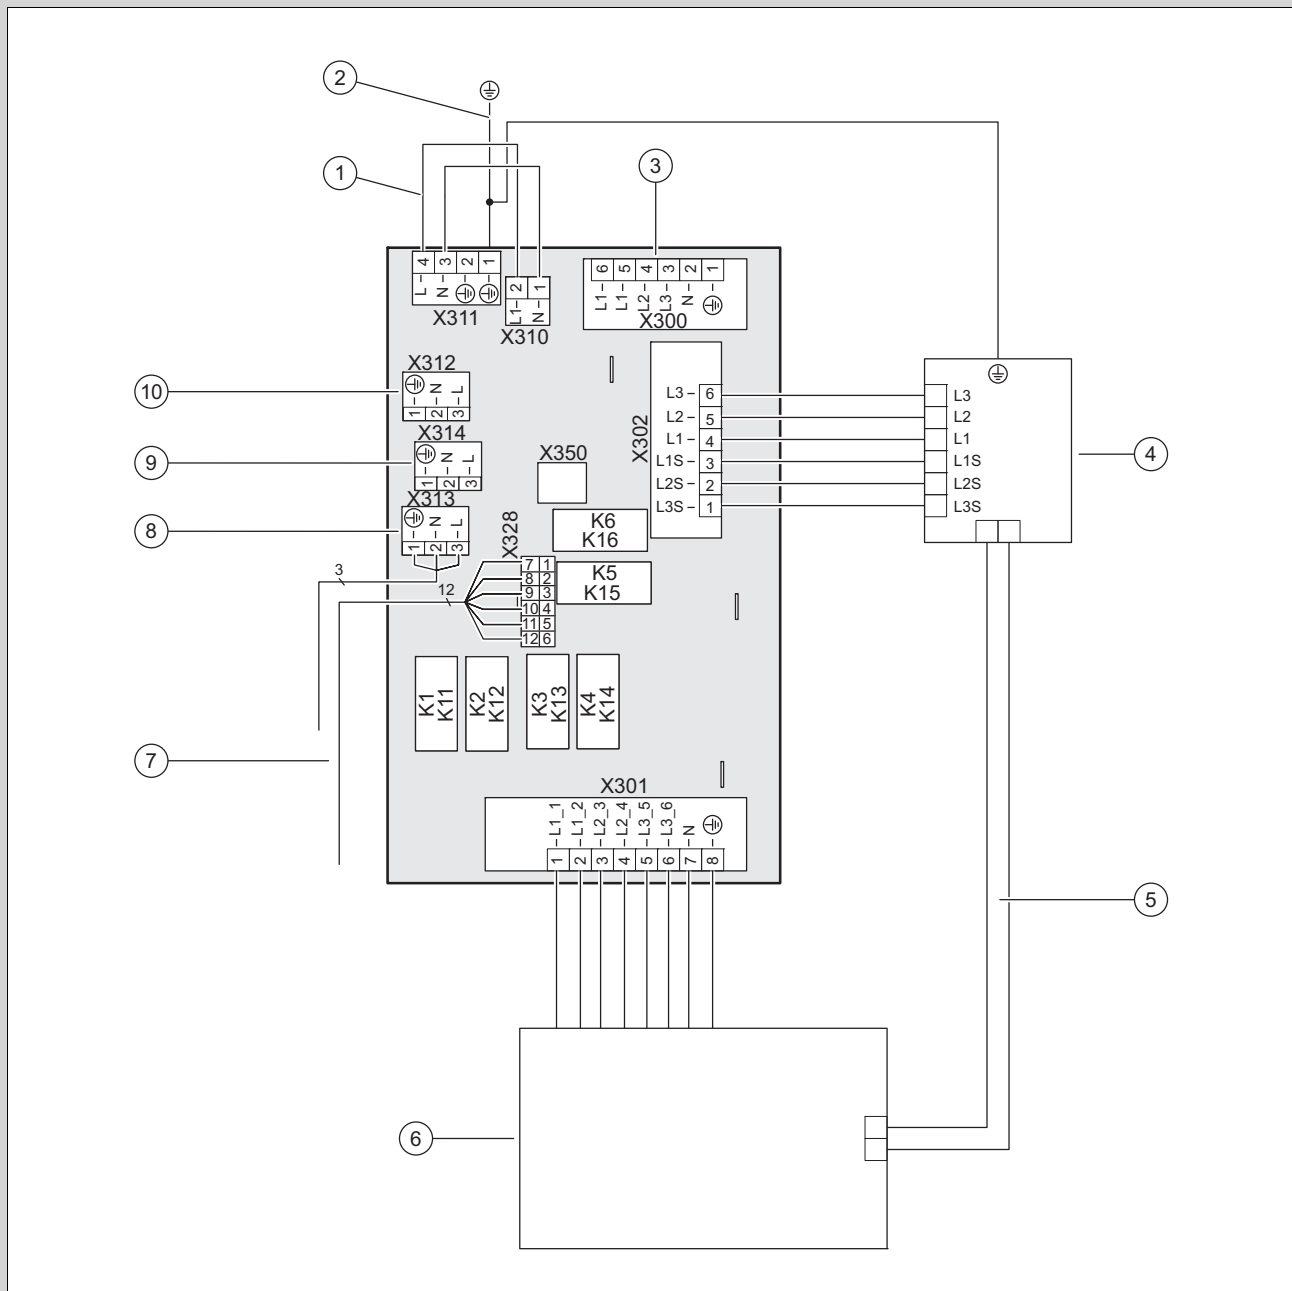 2
1
3
4 3 2 1
L – N –
X311
2 1
L1 – N –
X310
6 5 4 3 2 1
L1 – L1 – L2 – L3 – N –
X300
X312
– – N – L
1 2 3
10
X314
– – N – L
1 2 3
9
X313
– – N – L
1 2 3
8
X350
X302
L3 – 6
L2 – 5
L1 – 4
L1S – 3
L2S – 2
L3S – 1
L3
L2
L1
L1S
L2S
L3S
4
K6
K16
X328
7 1
8 2
9 3
10 4
11 5
12 6
K5
K15
3
12
K1
K11
K2
K12
K3
K13
K4
K14
7
X301
– L1_1
– L1_2
– L2_3
– L2_4
– L3_5
– L3_6
– N
–
1 2 3 4 5 6 7 8
5
6